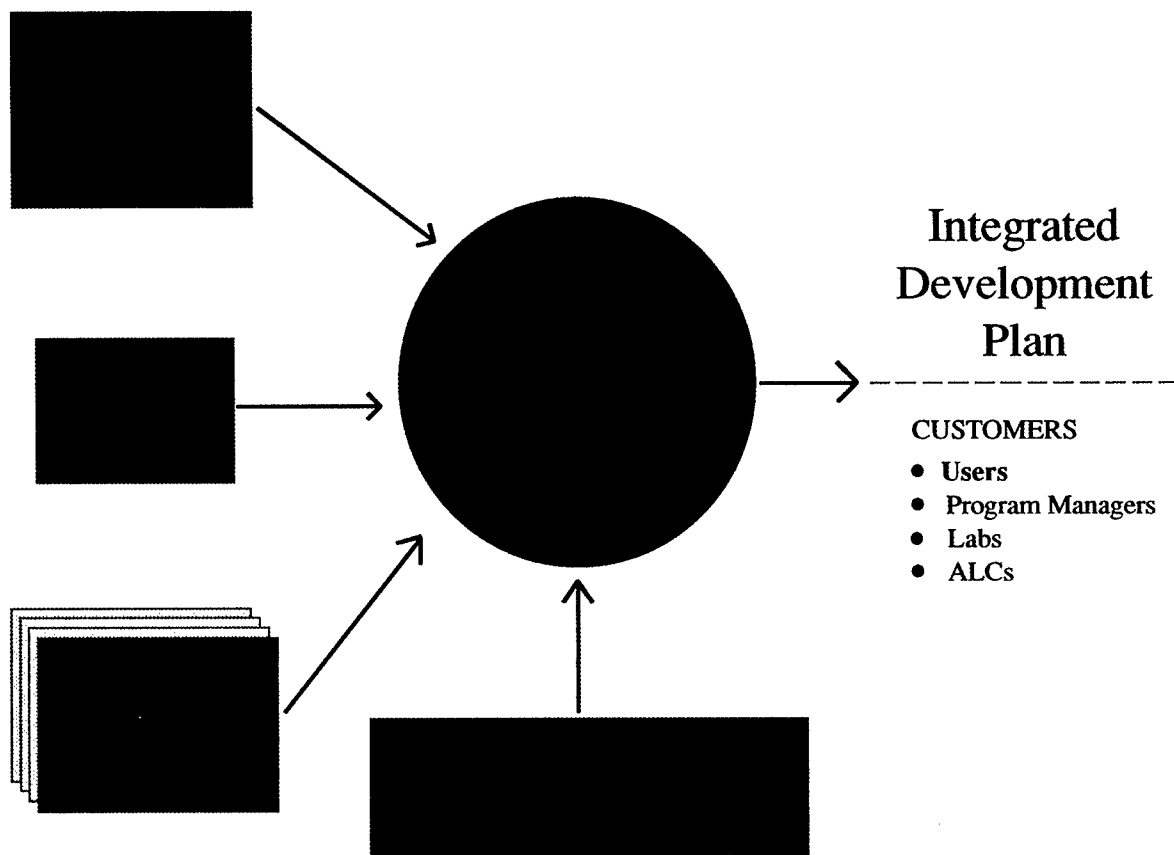 Integrated
Development
Plan
CUSTOMERS
● Users
● Program Managers
● Labs
● ALCs